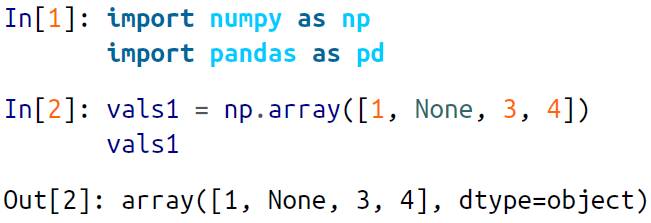 In[1]: import numpy as np
import pandas as pd
In[2]: vals1 = np.array([1, None, 3, 4])
vals1
Out[2]: array([1, None, 3, 4], dtype=object)